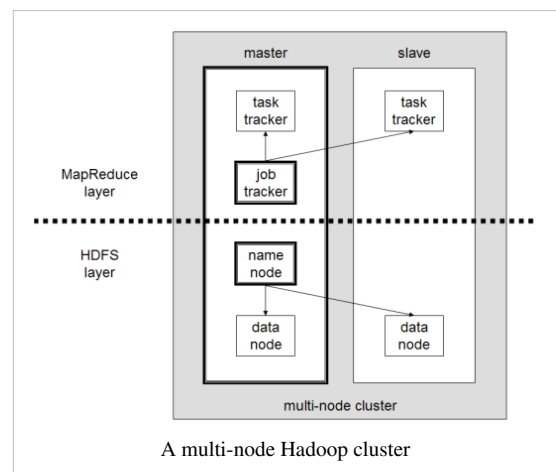 master
slave
task
tracker
task
tracker
MapReduce
layer
job
tracker
HDFS
layer
name
node
data
node
data
node
multi-node cluster
A multi-node Hadoop cluster